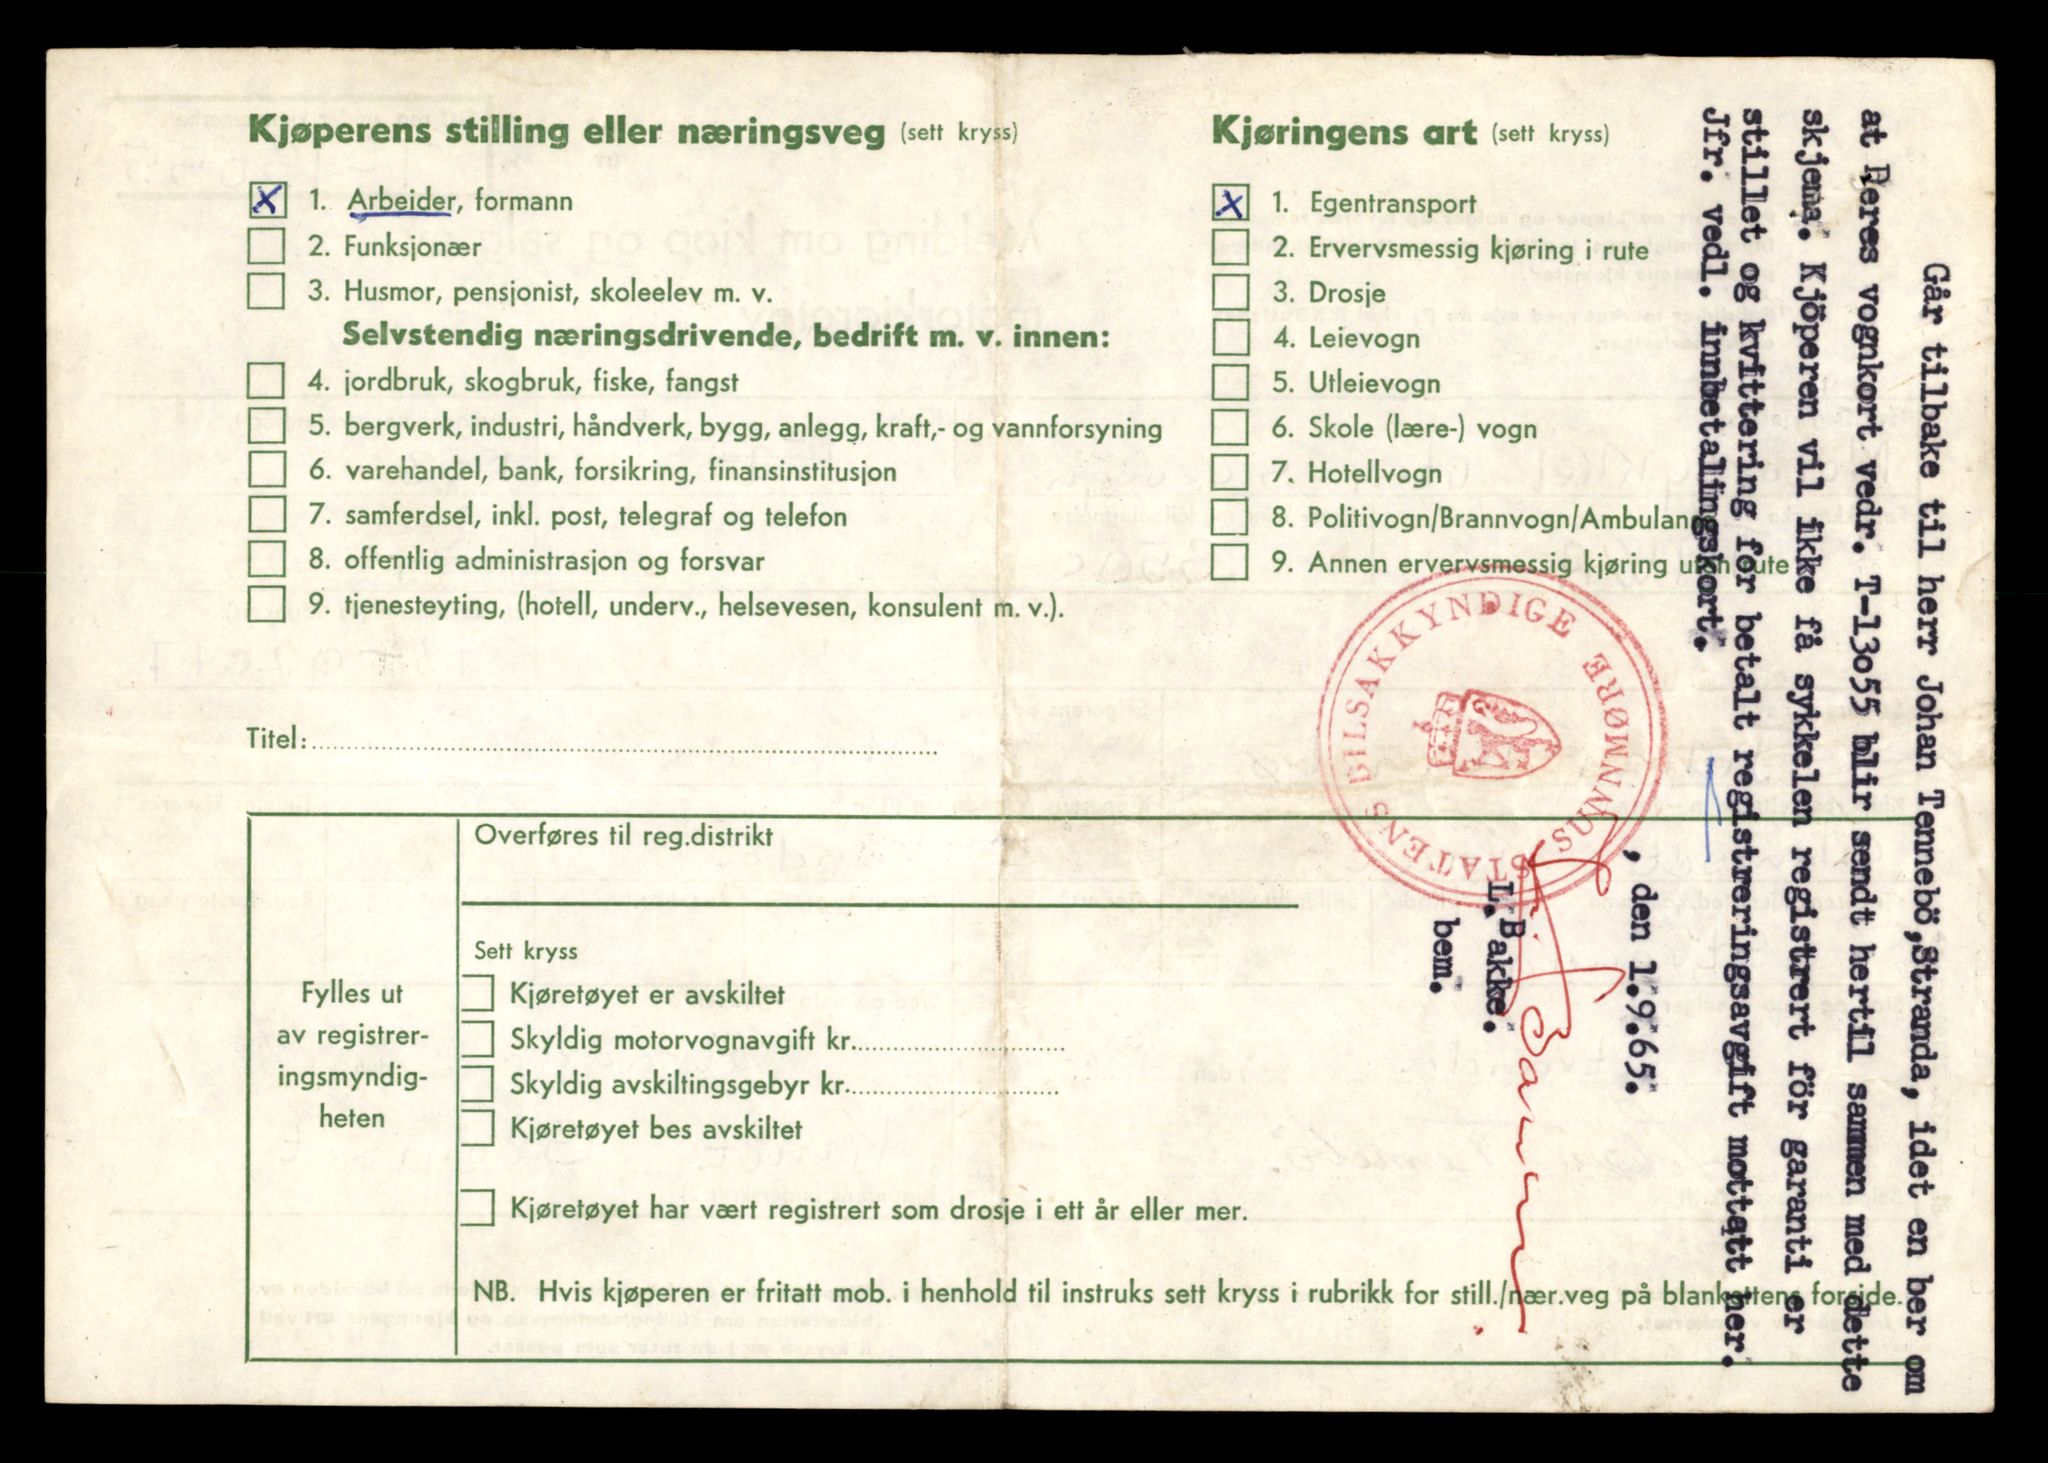 Kjøperens stilling eller næringsveg (sett kryss)
X 1. Arbeider, formann
2. Funksjonær
3. Husmor, pensjonist, skoleelev m. v.
Selvstendig næringsdrivende, bedrift m. v. innen:
4. jordbruk, skogbruk, fiske, fangst
5. bergverk, industri, håndverk, bygg, anlegg, kraft,- og vannforsyning
6. varehandel, bank, forsikring, finansinstitusjon
7. samferdsel, inkl. post, telegraf og telefon
8. offentlig administrasjon og forsvar
9. tjenesteyting, (hotell, underv., helsevesen, konsulent m. v.).
Titel:
Kjøringens art (sett kryss)
X 1. Egentransport
2. Ervervsmessig kjøring i rute
3. Drosje
4. Leievogn
5. Utleievogn
6. Skole (lære-) vogn
7. Hotellvogn
8. Politivogn/Brannvogn/Ambulanse
9. Annen ervervsmessig kjøring uten rute
Fylles ut
av registrer-
ingsmyndig-
heten
Overføres til reg.distrikt
Sett kryss
Kjøretøyet er avskiltet
Skyldig motorvognavgift kr.
Skyldig avskiltingsgebyr kr.
Kjøretøyet bes avskiltet
Kjøretøyet har vært registrert som drosje i ett år eller mer.
NB. Hvis kjøperen er fritatt mob. i henhold til instruks sett kryss i rubrikk for still./nær.veg på blankettens forside.
Går tilbake til herr Johan Tennebö, Stranda, idet en ber om
at Deres vognkort vedr. T-13055 blir sendt hertil sammen med dette
skjema. Kjöperen vil ikke få sykkelen registrert för garanti er
stillet og kvittering for betalt registreringsavgift mottatt her.
Jfr. vedl. innbetalingskort.
, den 1.9.65.
L. Bakke.
bem.
STATENS BILSAKKYNDIGE SUNNMØRE